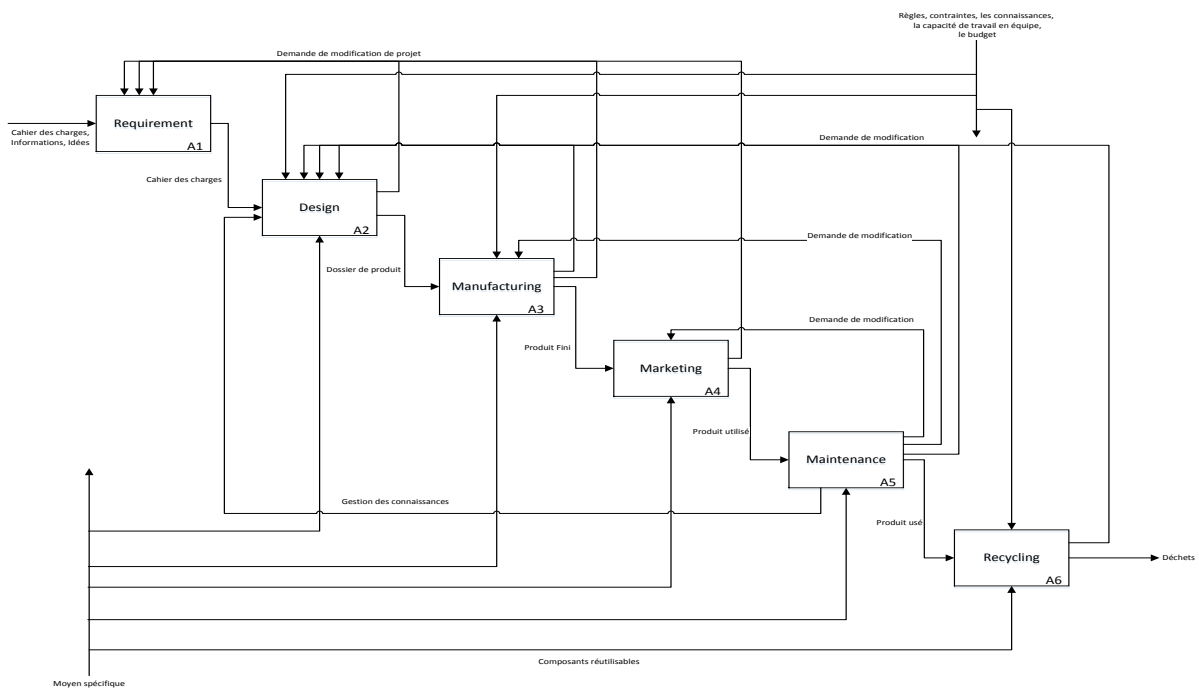 Règles, contraintes, les connaissances,
la capacité de travail en équipe,
le budget
Demande de modification de projet
Requirement
A1
Cahier des charges,
Informations, Idées
Demande de modification
Cahier des charges
Design
A2
Demande de modification
Dossier de produit
Manufacturing
A3
Demande de modification
Produit Fini
Marketing
A4
Produit utilisé
Maintenance
A5
Gestion des connaissances
Produit usé
Recycling
A6
Déchets
Composants réutilisables
Moyen spécifique